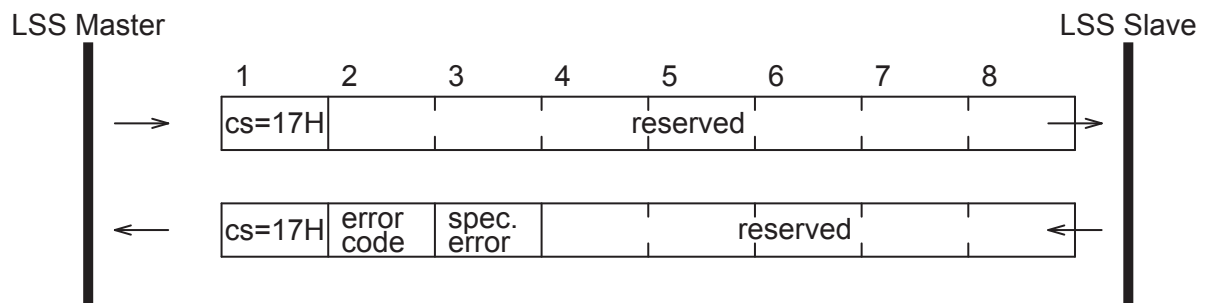 LSS Master
LSS Slave
1 2 3 4 5 6 7 8
cs=17H reserved
cs=17H error code spec. error reserved